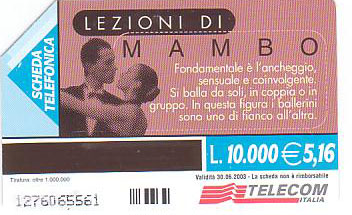 LEZIONI DI
MAMBO
SCHEDA
TELEFONICA
Fondamentale è l'ancheggio,
sensuale e coinvolgente.
Si balla da soli, in coppia o in
gruppo. In questa figura i ballerini
sono uno di fianco all'altra.
L. 10.000 € 5,16
Tiratura: oltre 1.000.000
Validità 30.06.2003 - La scheda non è rimborsabile
1276065561
TELECOM
ITALIA